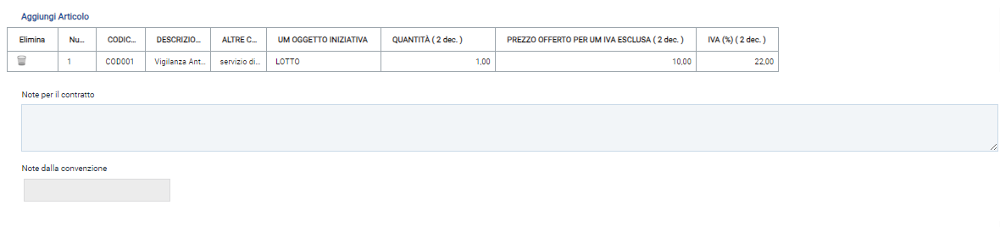 Aggiungi Articolo
Elimina Nu... CODIC... DESCRIZIO... ALTRE C... UM OGGETTO INIZIATIVA QUANTITÀ ( 2 dec. ) PREZZO OFFERTO PER UM IVA ESCLUSA ( 2 dec. ) IVA (%) ( 2 dec. )
1 COD001 Vigilanza Ant... servizio di... LOTTO 1,00 10,00 22,00
Note per il contratto
Note dalla convenzione